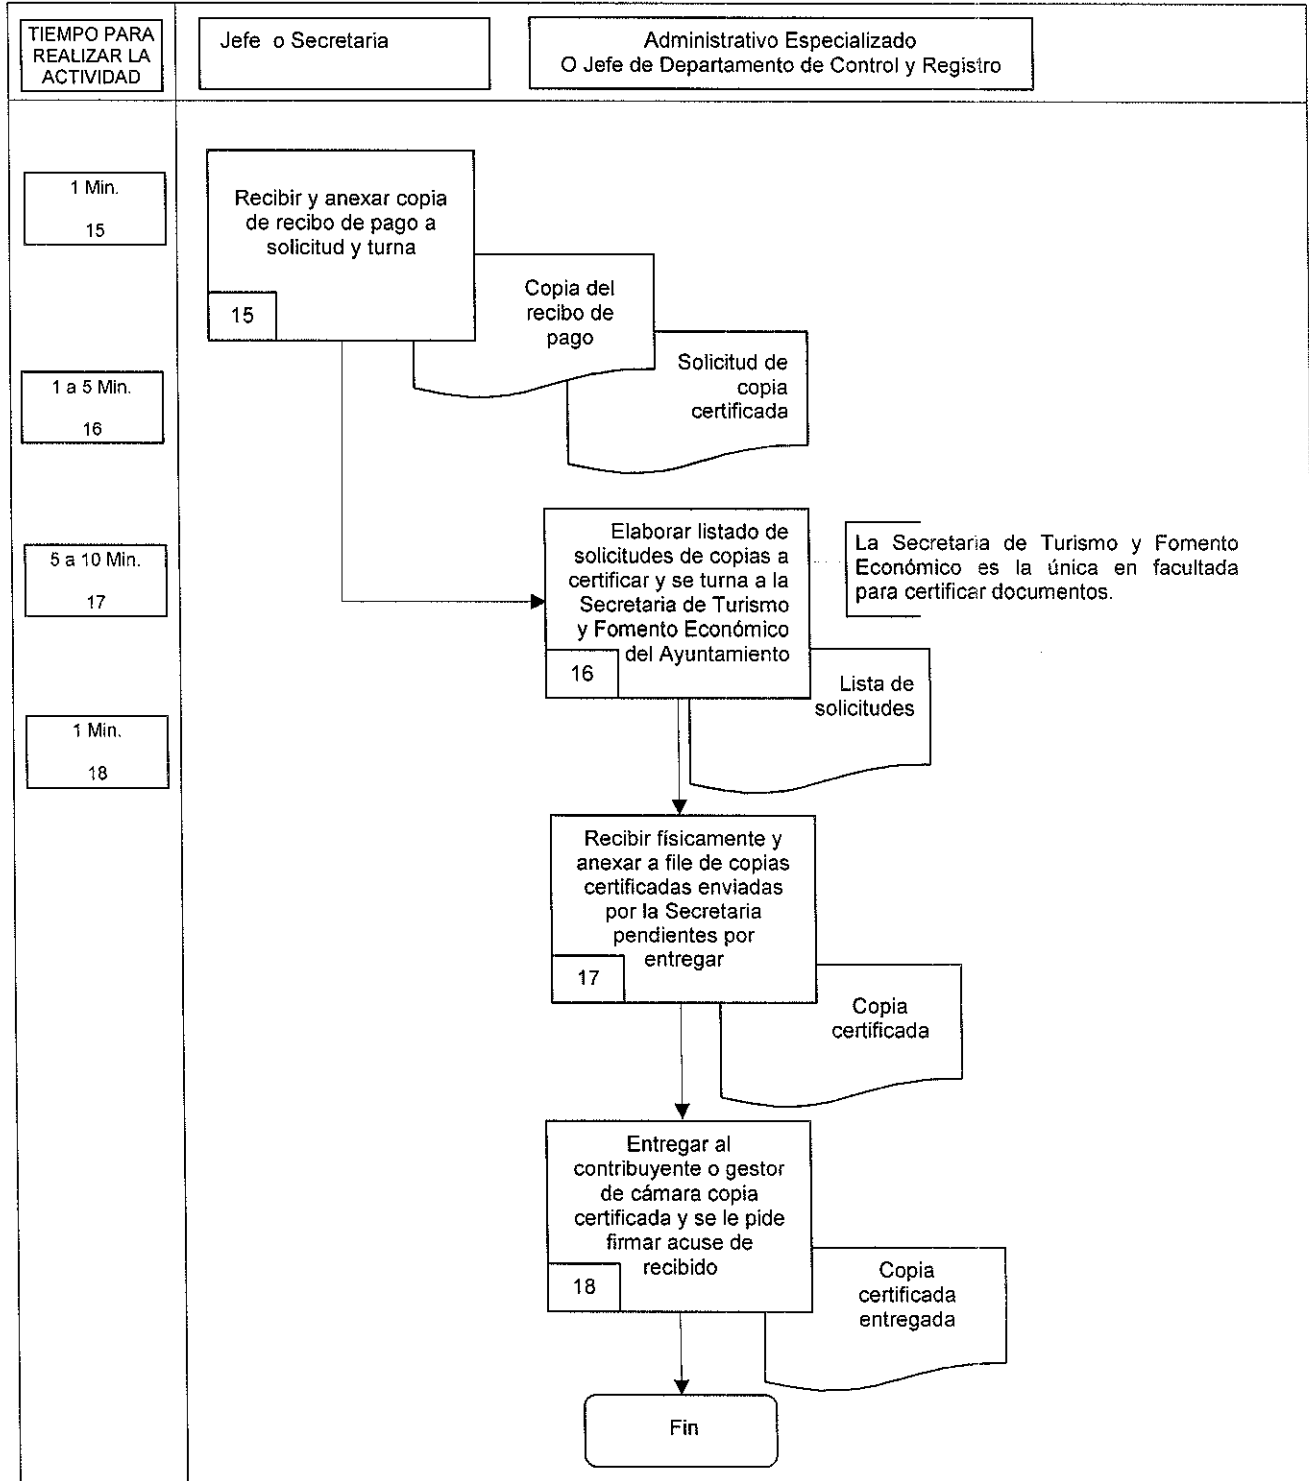 TIEMPO PARA
REALIZAR LA
ACTIVIDAD
Jefe o Secretaria
Administrativo Especializado
O Jefe de Departamento de Control y Registro
1 Min.
15
Recibir y anexar copia
de recibo de pago a
solicitud y turna
15
Copia del
recibo de
pago
Solicitud de
copia
certificada
1 a 5 Min.
16
Elaborar listado de
solicitudes de copias a
certificar y se turna a la
Secretaria de Turismo
y Fomento Económico
del Ayuntamiento
16
La Secretaria de Turismo y Fomento
Económico es la única en facultada
para certificar documentos.
Lista de
solicitudes
5 a 10 Min.
17
Recibir físicamente y
anexar a file de copias
certificadas enviadas
por la Secretaria
pendientes por
entregar
17
Copia
certificada
1 Min.
18
Entregar al
contribuyente o gestor
de cámara copia
certificada y se le pide
firmar acuse de
recibido
18
Copia
certificada
entregada
Fin